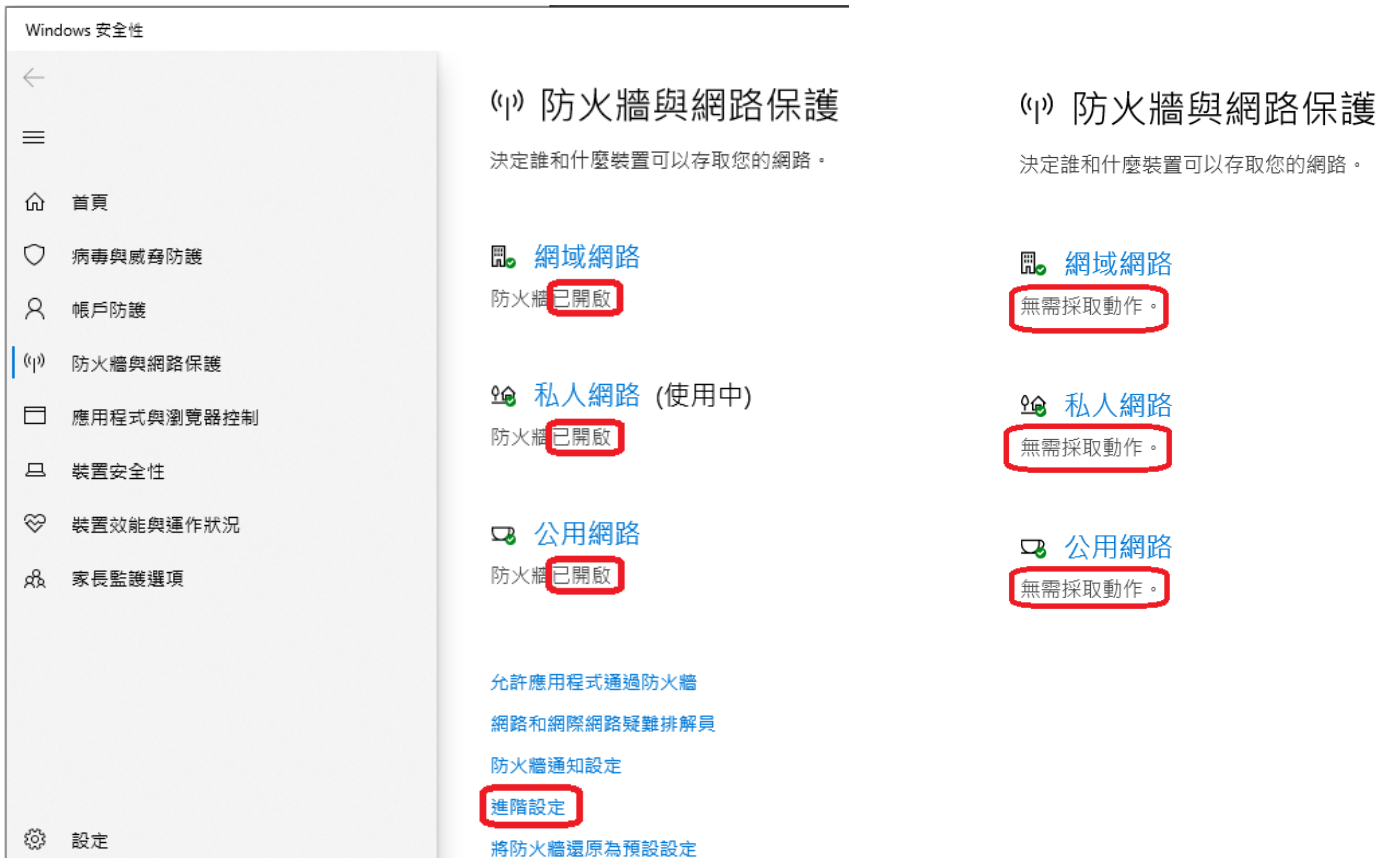 Windows 安全性
首頁
病毒與威脅防護
帳戶防護
防火牆與網路保護
應用程式與瀏覽器控制
裝置安全性
裝置效能與運作狀況
家長監護選項
設定
防火牆與網路保護
決定誰和什麼裝置可以存取您的網路。
網域網路
防火牆已開啟
私人網路 (使用中)
防火牆已開啟
公用網路
防火牆已開啟
允許應用程式通過防火牆
網路和網際網路疑難排解員
防火牆通知設定
進階設定
將防火牆還原為預設設定
防火牆與網路保護
決定誰和什麼裝置可以存取您的網路。
網域網路
無需採取動作。
私人網路
無需採取動作。
公用網路
無需採取動作。